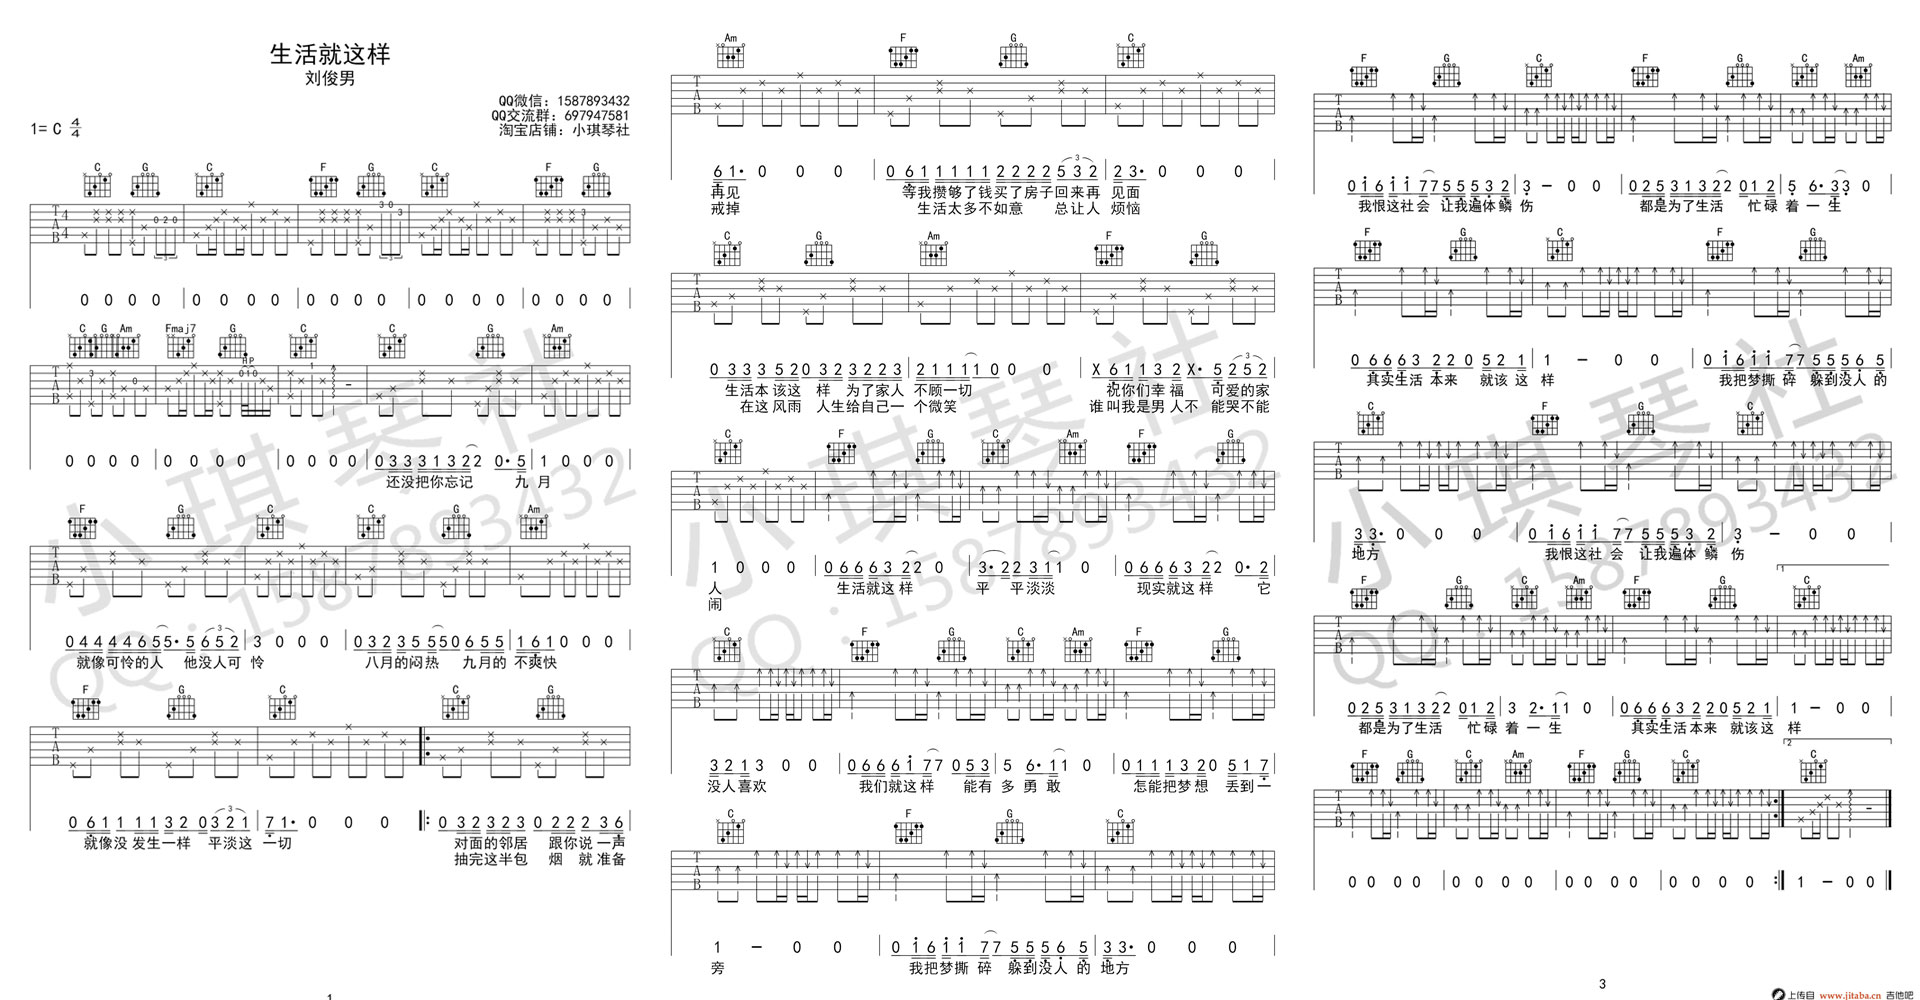 生活就这样
刘俊男
QQ微信：1587893432
QQ交流群：697947581
淘宝店铺：小琪琴社
1= C 4/4
C G C F G C F G
0 0 0 0 0 0 0 0 0 0 0 0 0 0 0 0 0 0 0 0
C G Am Fmaj7 G C C G Am
0 0 0 0 0 0 0 0 0 0 0 0 0 3 3 3 1 3 2 2 0· 5 1 0 0 0
还没把你忘记 九月
F G C C G Am
0 4 4 4 4 6 5 5· 5 6 5 2 3 0 0 0 0 3 2 3 5 5 5 0 6 5 5 1 6 1 0 0 0
就像可怜的人 他没人可 怜 八月的闷热 九月的 不爽快
F G C C G
0 6 1 1 1 1 3 2 0 3 2 1 7 1· 0 0 0 0 3 2 3 2 3 0 2 2 2 3 6
就像没 发生一样 平淡这 一切 对面的邻居 跟你说一声
抽完这半包 烟 就准备
1
Am F G C
6 1· 0 0 0 0 6 1 1 1 1 1 2 2 2 2 5 3 2 2 3· 0 0 0
再见 等我攒够了钱买了房子回来再 见面
戒掉 生活太多不如意 总让人 烦恼
C G Am F G
0 3 3 3 5 2 0 3 2 3 2 2 3 2 1 1 1 1 1 0 0 0 X 6 1 1 3 2 X· 5 2 5 2
生活本该这 样 为了家人 不顾一切 祝你们幸福 可爱的家
在这风雨 人生给自己一 个微笑 谁叫我是男人不 能哭不能
C F G C Am F G
1 0 0 0 0 6 6 6 3 2 2 0 3· 2 2 3 1 1 0 0 6 6 6 3 2 2 0· 2
人 生活就这样 平 平淡淡 现实就这样 它
闹
C F G C Am F G
3 2 1 3 0 0 0 6 6 6 i 7 7 0 5 3 5 6· 1 1 0 0 1 1 1 3 2 0 5 1 7
没人喜欢 我们就这样 能有 多 勇 敢 怎能把梦想 丢到一
C F G C
1 — 0 0 0 i 6 i i 7 7 5 5 5 6 5 3 3· 0 0 0
旁 我把梦撕 碎 躲到没人 的 地方
F G C F G C Am
0 i 6 i i 7 7 5 5 5 3 2 3 — 0 0 0 2 5 3 1 3 2 2 0 1 2 5 6· 3 3 0
我恨这社会 让我遍体鳞 伤 都是为了生活 忙碌 着 一 生
F G C F G
0 6 6 6 3 2 2 0 5 2 1 1 — 0 0 0 i 6 i i 7 7 5 5 5 5 6 5
其实生活 本来 就该 这 样 我把梦撕 碎 躲到没人 的
C F G C
3 3· 0 0 0 0 i 6 i i 7 7 5 5 5 3 2 3 — 0 0
地方 我恨这社 会 让我遍体 鳞 伤
F G C Am F G C
1.
0 2 5 3 1 3 2 2 0 1 2 3 2· 1 1 0 0 6 6 6 3 2 2 0 5 2 1 1 — 0 0
都是为了生活 忙碌 着 一 生 其实生活本来 就该这 样
F G C Am F G C C
2.
0 0 0 0 0 0 0 0 0 0 0 0 1 — 0 0
3
小琪琴社
QQ：1587893432
小琪琴社
QQ：1587893432
小琪琴社
QQ：1587893432
上传自 www.jitaba.cn 吉他吧